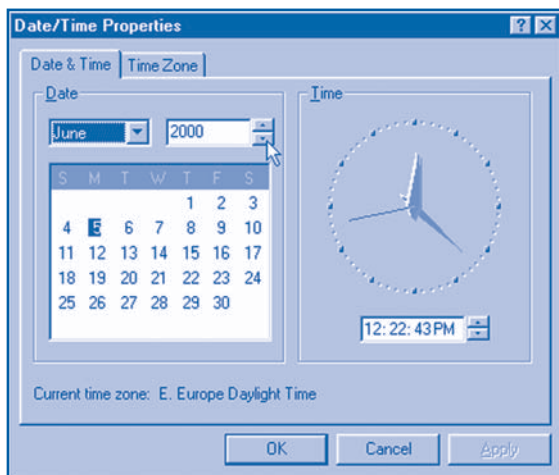 Date/Time Properties
Date & Time Time Zone
Date Time
June 2000
S M T W T F S
1 2 3
4 5 6 7 8 9 10
11 12 13 14 15 16 17
18 19 20 21 22 23 24
25 26 27 28 29 30
12:22:43PM
Current time zone: E. Europe Daylight Time
OK Cancel Apply